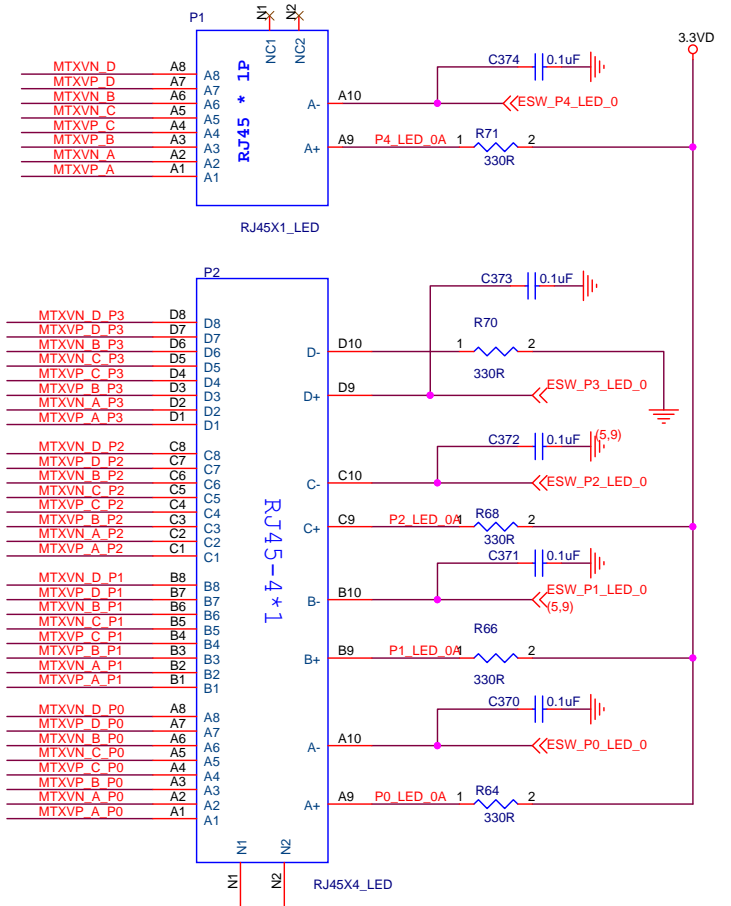 P1
N1
N2
3.3VD
NC1
NC2
C374
0.1uF
MTXVN_D A8 A8
MTXVP_D A7 A7
MTXVN_B A6 A6
MTXVN_C A5 A5
MTXVP_C A4 A4
MTXVP_B A3 A3
MTXVN_A A2 A2
MTXVP_A A1 A1
RJ45 * 1P
A- A10 ESW_P4_LED_0
A+ A9 P4_LED_0A 1 R71 2
330R
RJ45X1_LED
P2
C373 0.1uF
MTXVN_D_P3 D8 D8
MTXVP_D_P3 D7 D7
MTXVN_B_P3 D6 D6
MTXVN_C_P3 D5 D5
MTXVP_C_P3 D4 D4
MTXVP_B_P3 D3 D3
MTXVN_A_P3 D2 D2
MTXVP_A_P3 D1 D1
R70
D- D10 1 2
330R
D+ D9 ESW_P3_LED_0
C372 0.1uF (5,9)
MTXVN_D_P2 C8 C8
MTXVP_D_P2 C7 C7
MTXVN_B_P2 C6 C6
MTXVN_C_P2 C5 C5
MTXVP_C_P2 C4 C4
MTXVP_B_P2 C3 C3
MTXVN_A_P2 C2 C2
MTXVP_A_P2 C1 C1
C- C10 ESW_P2_LED_0
C+ C9 P2_LED_0A 1 R68 2
330R
RJ45-4*1
C371 0.1uF
MTXVN_D_P1 B8 B8
MTXVP_D_P1 B7 B7
MTXVN_B_P1 B6 B6
MTXVN_C_P1 B5 B5
MTXVP_C_P1 B4 B4
MTXVP_B_P1 B3 B3
MTXVN_A_P1 B2 B2
MTXVP_A_P1 B1 B1
B- B10 ESW_P1_LED_0
(5,9)
R66
B+ B9 P1_LED_0A 1 2
330R
C370 0.1uF
MTXVN_D_P0 A8 A8
MTXVP_D_P0 A7 A7
MTXVN_B_P0 A6 A6
MTXVN_C_P0 A5 A5
MTXVP_C_P0 A4 A4
MTXVP_B_P0 A3 A3
MTXVN_A_P0 A2 A2
MTXVP_A_P0 A1 A1
A- A10 ESW_P0_LED_0
A+ A9 P0_LED_0A 1 R64 2
330R
N1
N2
N1
N2
RJ45X4_LED